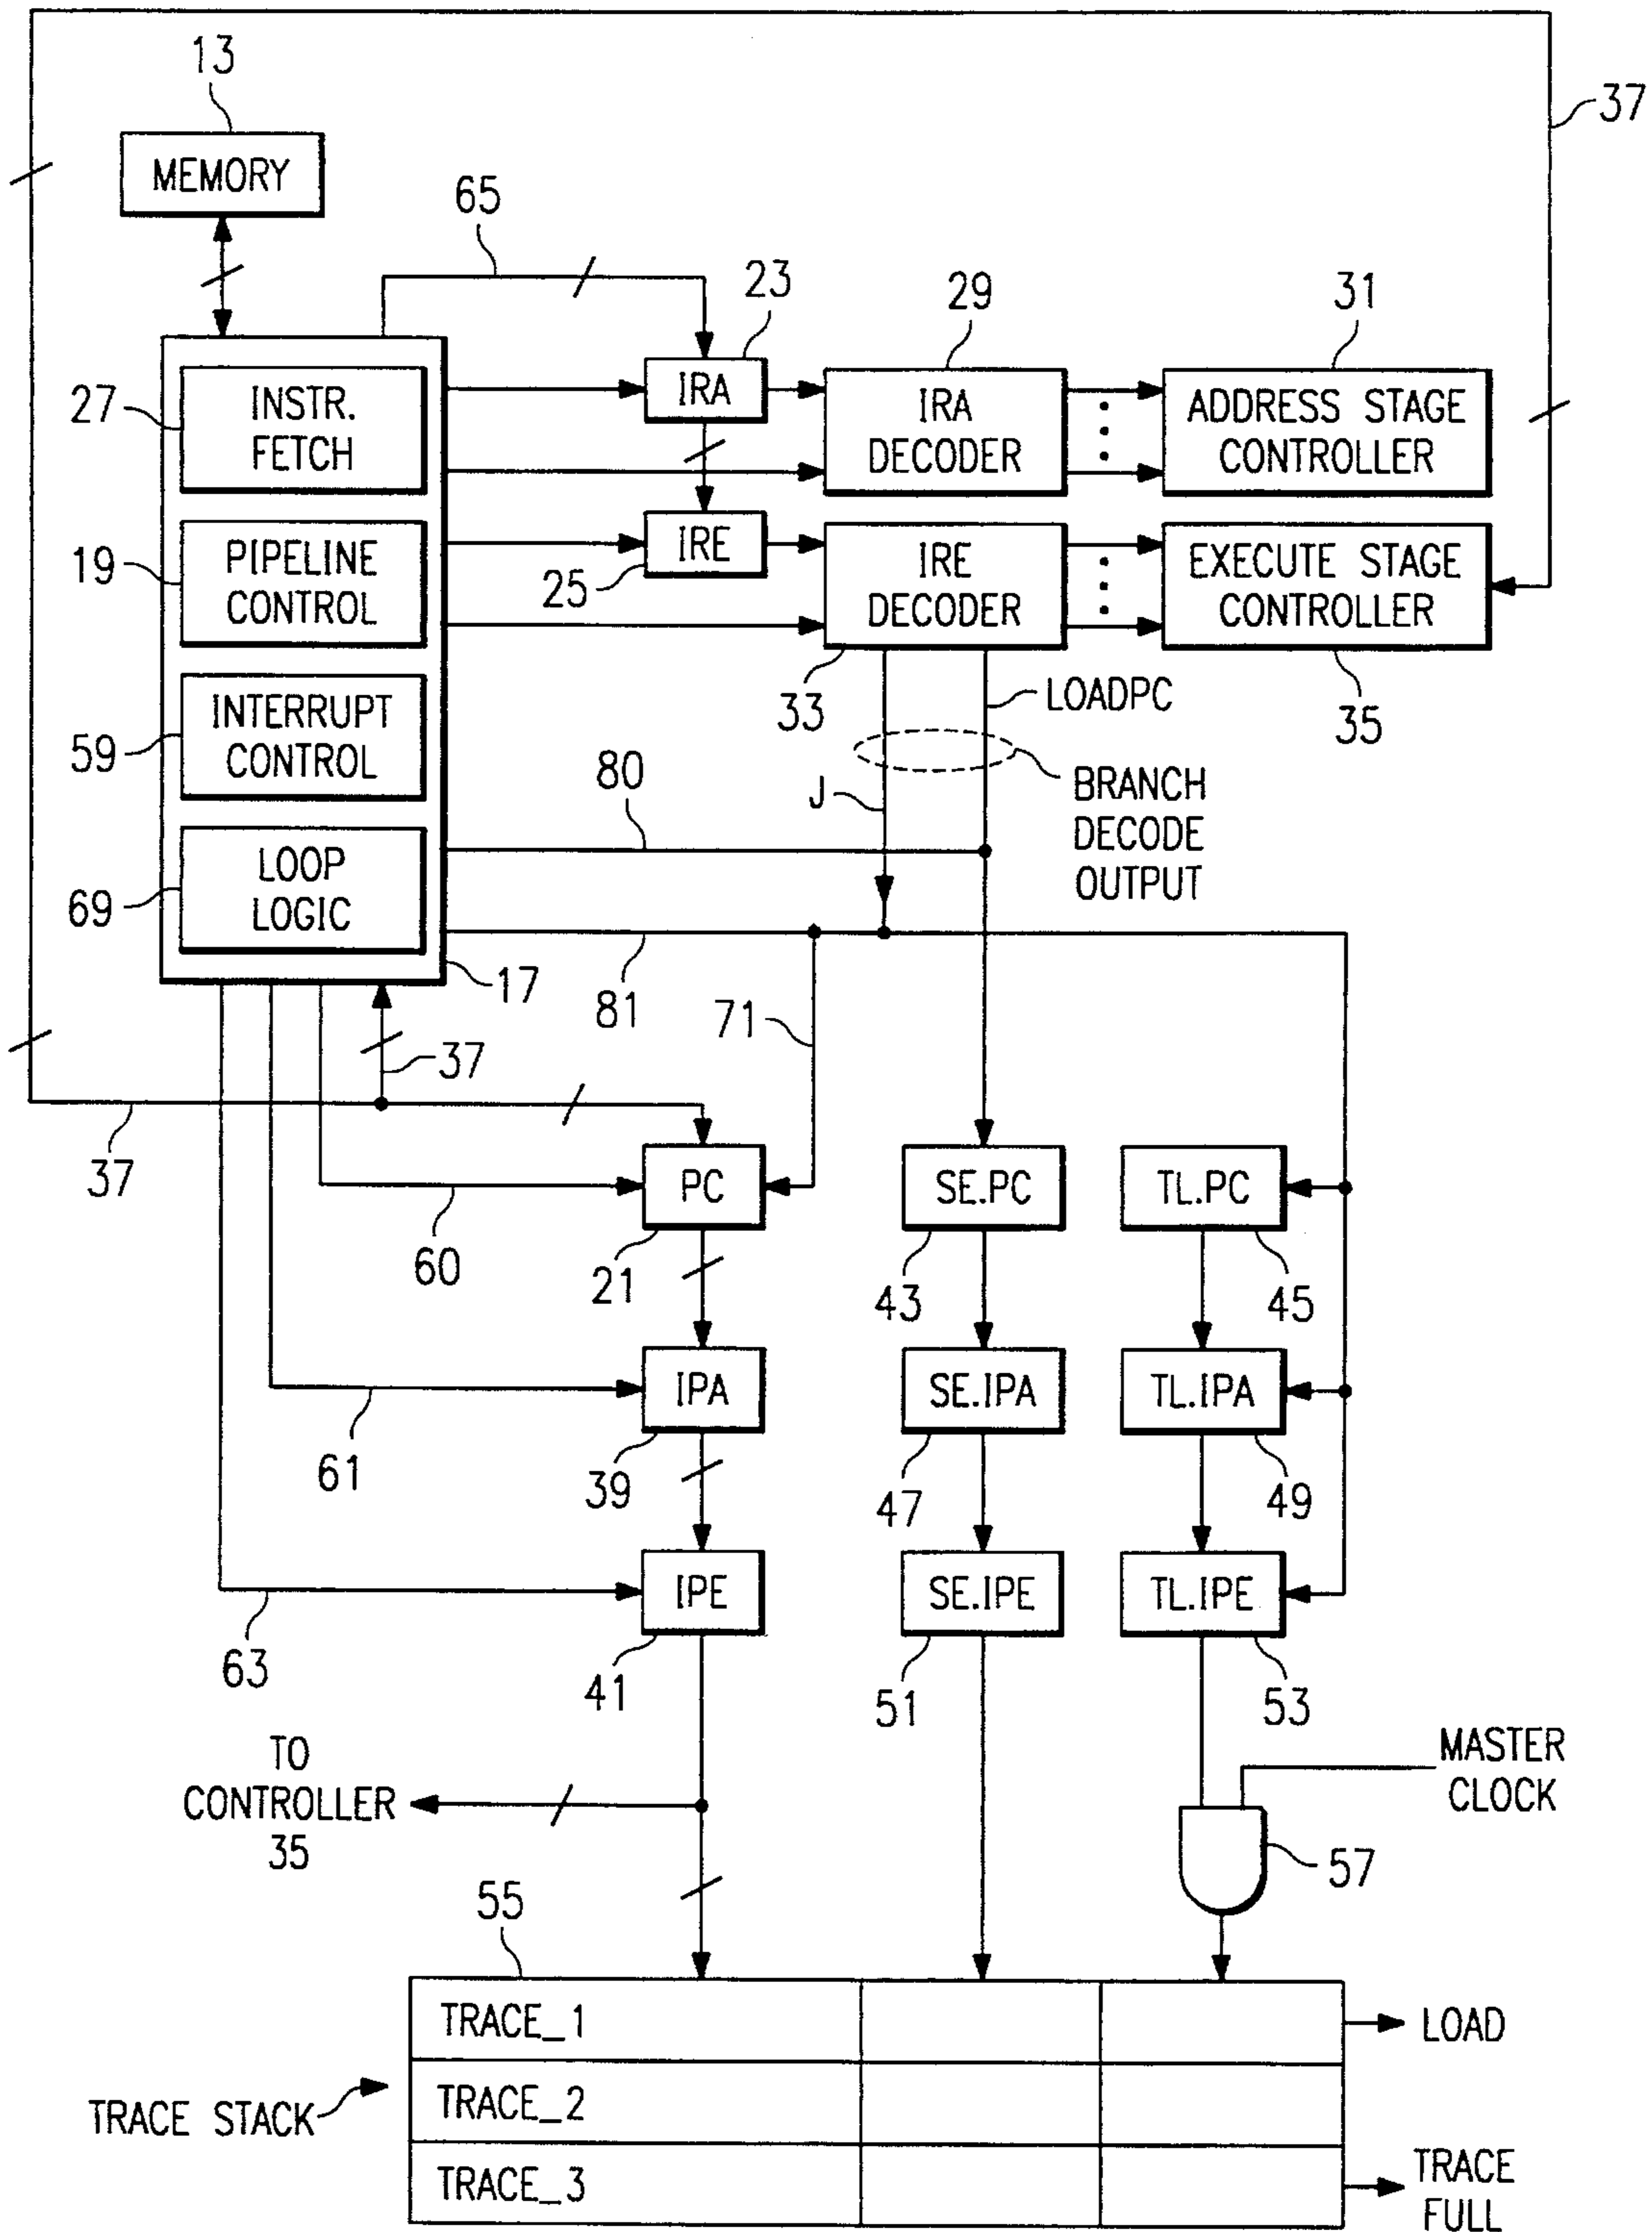 13
MEMORY
37
65
23
29
31
27
INSTR.
FETCH
IRA
IRA
DECODER
ADDRESS STAGE
CONTROLLER
19
PIPELINE
CONTROL
IRE
25
IRE
DECODER
EXECUTE STAGE
CONTROLLER
33
LOADPC
35
59
INTERRUPT
CONTROL
80
J
BRANCH
DECODE
OUTPUT
69
LOOP
LOGIC
17
81
71
37
37
PC
SE.PC
TL.PC
60
21
43
45
IPA
SE.IPA
TL.IPA
61
39
47
49
IPE
SE.IPE
TL.IPE
63
41
51
53
TO
CONTROLLER
35
MASTER
CLOCK
57
55
TRACE_1
LOAD
TRACE STACK
TRACE_2
TRACE_3
TRACE
FULL